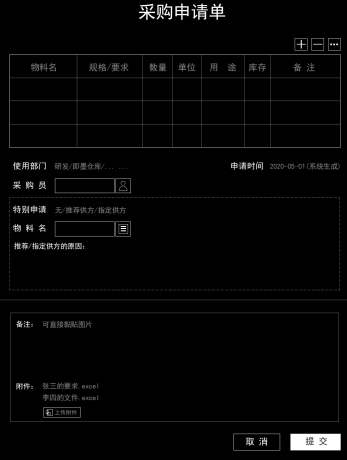 采购申请单
物料名 规格/要求 数量 单位 用 途 库存 备 注
使用部门 研发/即墨仓库/... ... 申请时间 2020-05-01(系统生成)
采 购 员
特别申请 无/推荐供方/指定供方
物 料 名
推荐/指定供方的原因:
备注: 可直接黏贴图片
附件: 张三的要求.excel
李四的文件.excel
上传附件
取 消 提 交